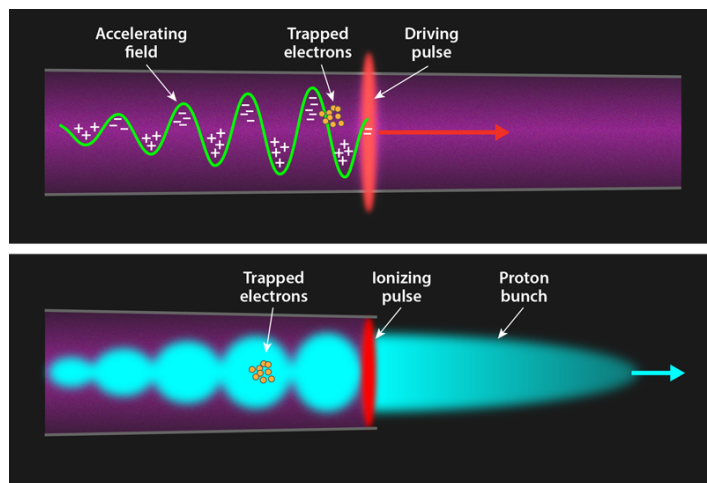 Accelerating
field
Trapped
electrons
Driving
pulse
Trapped
electrons
Ionizing
pulse
Proton
bunch